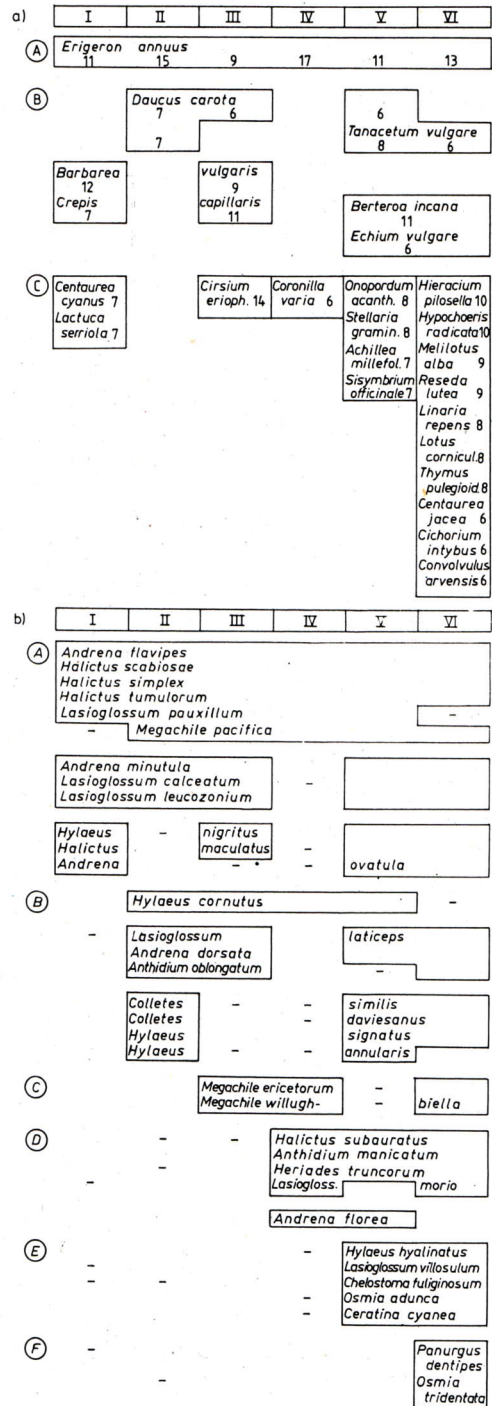 a) I II III IV V VI
A Erigeron annuus
11 15 9 17 11 13
B Daucus carota
7 6 6
7 Tanacetum vulgare
8 6
Barbarea vulgaris
12 9
Crepis capillaris Berteroa incana
7 11 11
Echium vulgare
6
C Centaurea Cirsium Coronilla Onopordum Hieracium
cyanus 7 erioph. 14 varia 6 acanth. 8 pilosella 10
Lactuca Stellaria Hypochoeris
serriola 7 gramin. 8 radicata 10
Achillea Melilotus
millefol. 7 alba 9
Sisymbrium Reseda
officinale 7 lutea 9
Linaria
repens 8
Lotus
cornicul. 8
Thymus
pulegioid. 8
Centaurea
jacea 6
Cichorium
intybus 6
Convolvulus
arvensis 6
b) I II III IV V VI
A Andrena flavipes
Halictus scabiosae
Halictus simplex
Halictus tumulorum
Lasioglossum pauxillum -
- Megachile pacifica
Andrena minutula
Lasioglossum calceatum -
Lasioglossum leucozonium
Hylaeus - nigritus
Halictus maculatus -
Andrena - - ovatula
B Hylaeus cornutus -
- Lasioglossum laticeps
Andrena dorsata
Anthidium oblongatum -
Colletes - - similis
Colletes - daviesanus
Hylaeus signatus
Hylaeus - - annularis
C Megachile ericetorum -
Megachile willugh- - biella
D - - Halictus subauratus
Anthidium manicatum
- Heriades truncorum
- Lasiogloss. morio
Andrena florea
E - Hylaeus hyalinatus
- Lasioglossum villosulum
- - Chelostoma fuliginosum
- Osmia adunca
- Ceratina cyanea
F - Panurgus
dentipes
- Osmia
tridentata